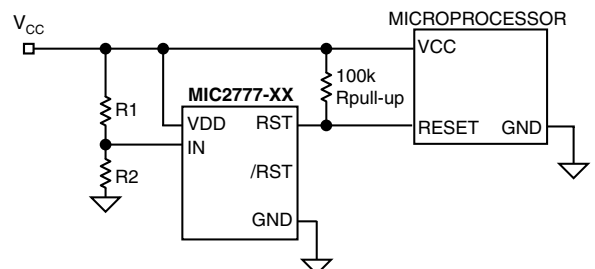 MICROPROCESSOR
VCC
VCC
100k
Rpull-up
MIC2777-XX
R1
VDD
RST
RESET
GND
IN
R2
/RST
GND